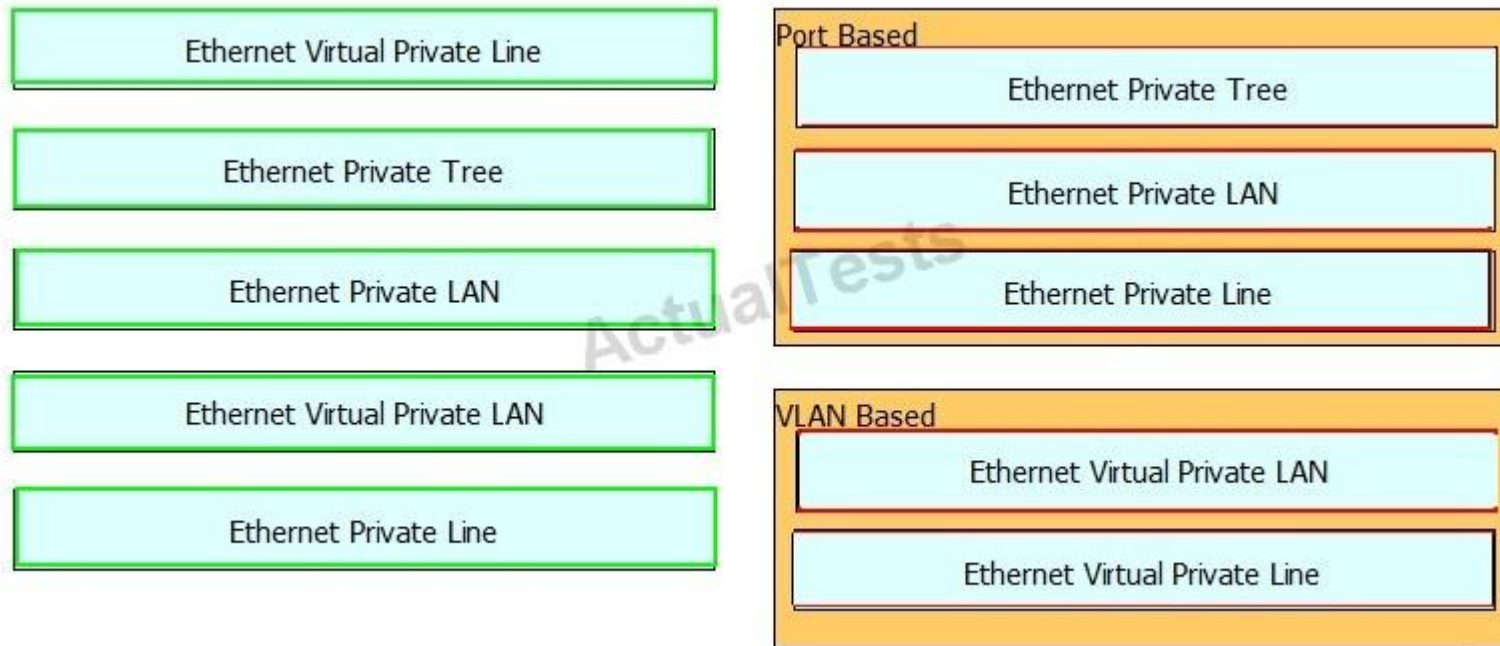 Ethernet Virtual Private Line
Ethernet Private Tree
Ethernet Private LAN
Ethernet Virtual Private LAN
Ethernet Private Line
Port Based
Ethernet Private Tree
Ethernet Private LAN
Ethernet Private Line
VLAN Based
Ethernet Virtual Private LAN
Ethernet Virtual Private Line
ActualTests